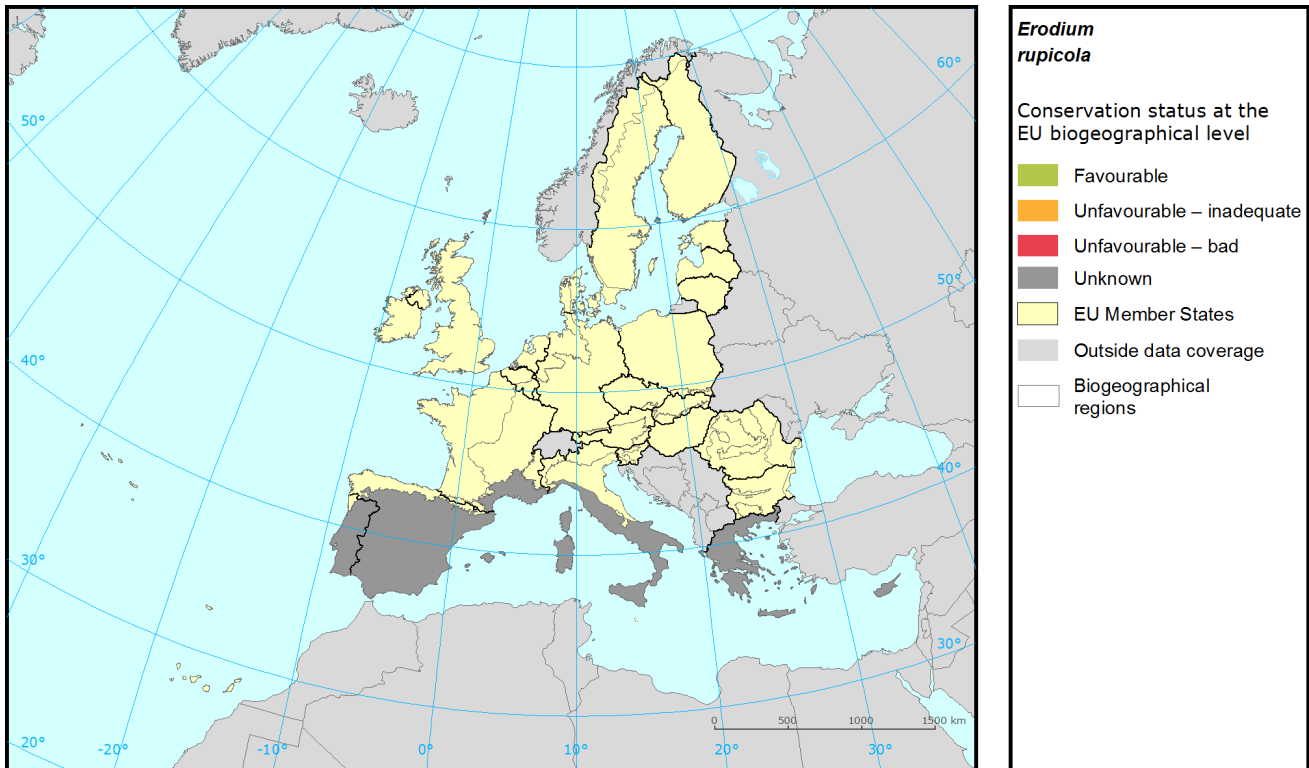 Erodium
rupicola
Conservation status at the
EU biogeographical level
Favourable
Unfavourable – inadequate
Unfavourable – bad
Unknown
EU Member States
Outside data coverage
Biogeographical
regions
60°
50°
50°
40°
40°
30°
30°
0 500 1000 1500 km
20° -20° -10° 0° 10° 20° 30°